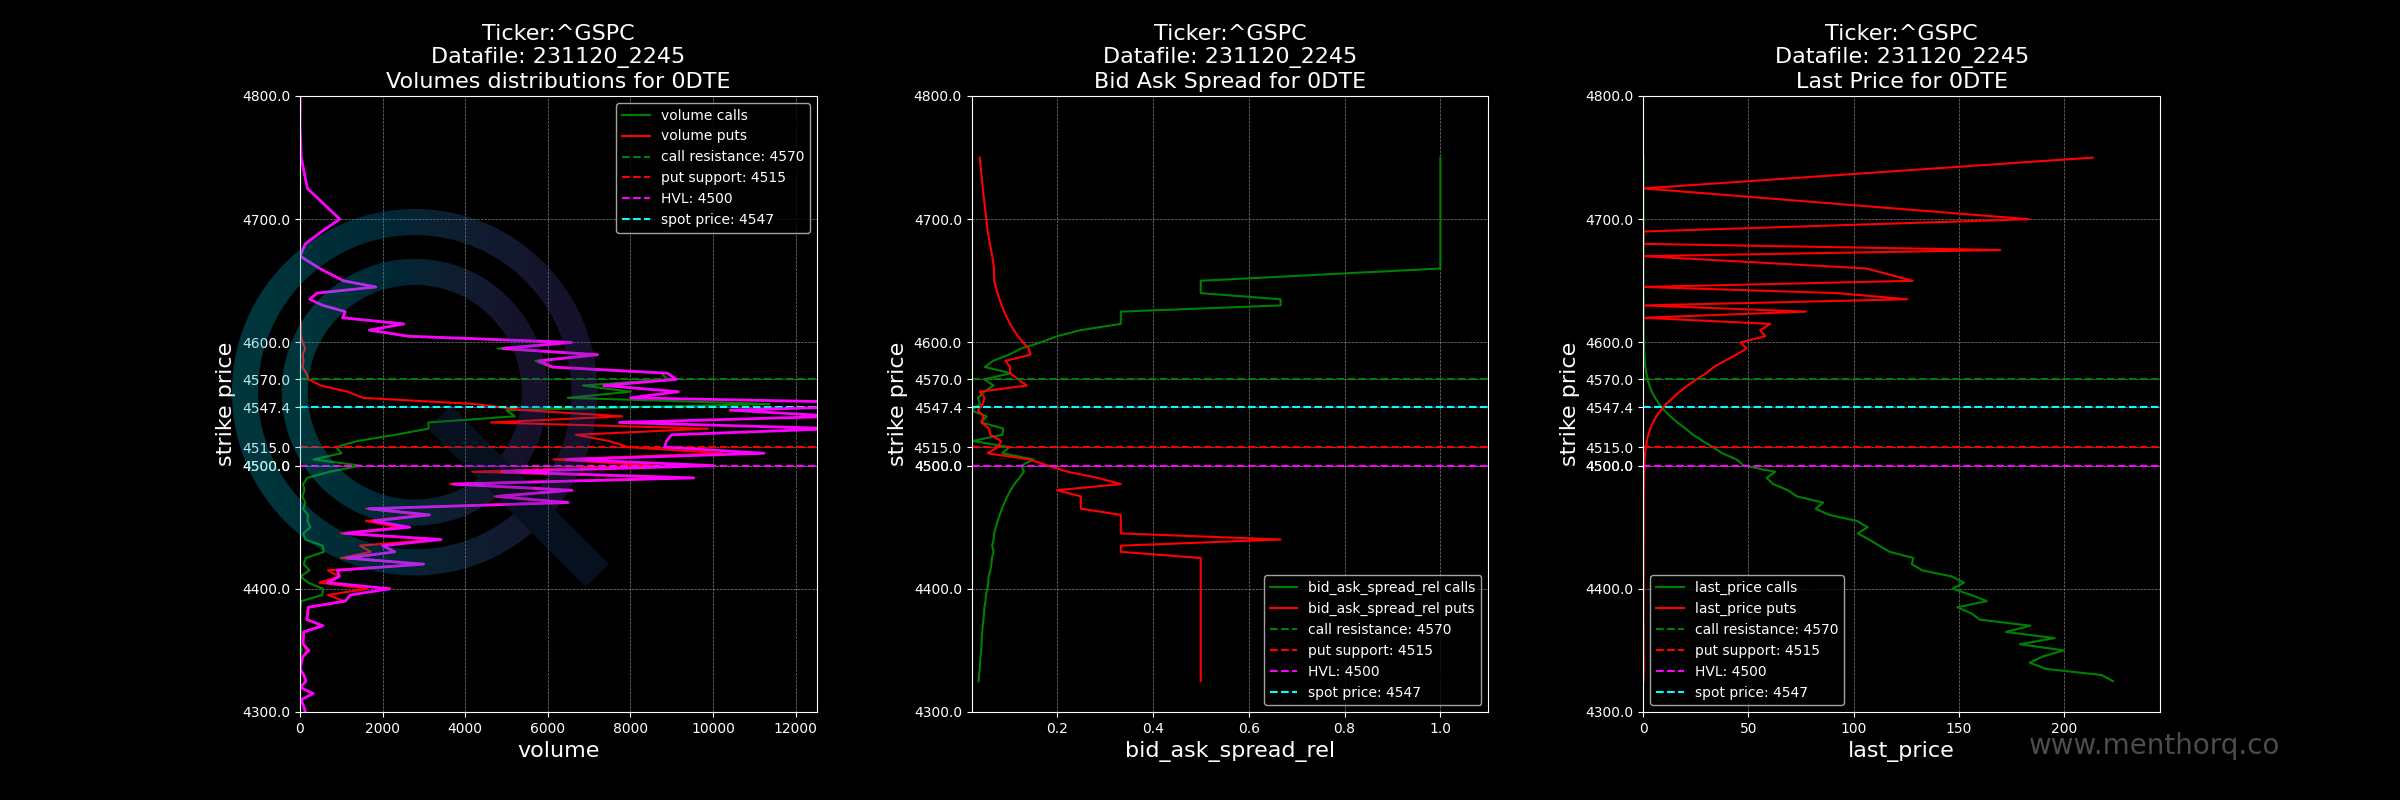 Ticker:^GSPC
Datafile: 231120_2245
Volumes distributions for 0DTE
4800.0
4700.0
4600.0
4570.0
4547.4
4515.0
4500.0
4400.0
4300.0
strike price
0
2000
4000
6000
8000
10000
12000
volume
volume calls
volume puts
call resistance: 4570
put support: 4515
HVL: 4500
spot price: 4547
Ticker:^GSPC
Datafile: 231120_2245
Bid Ask Spread for 0DTE
4800.0
4700.0
4600.0
4570.0
4547.4
4515.0
4500.0
4400.0
4300.0
strike price
0.2
0.4
0.6
0.8
1.0
bid_ask_spread_rel
bid_ask_spread_rel calls
bid_ask_spread_rel puts
call resistance: 4570
put support: 4515
HVL: 4500
spot price: 4547
Ticker:^GSPC
Datafile: 231120_2245
Last Price for 0DTE
4800.0
4700.0
4600.0
4570.0
4547.4
4515.0
4500.0
4400.0
4300.0
strike price
0
50
100
150
200
last_price
last_price calls
last_price puts
call resistance: 4570
put support: 4515
HVL: 4500
spot price: 4547
www.menthorq.co